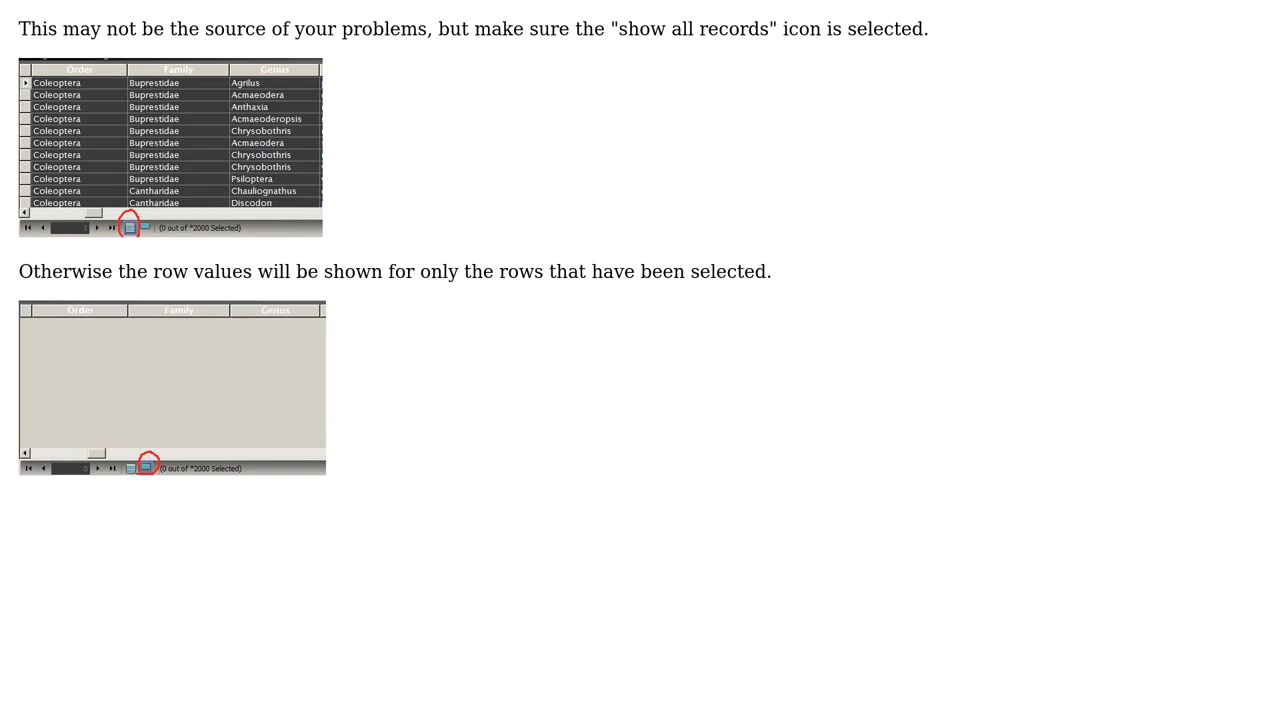 This may not be the source of your problems, but make sure the "show all records" icon is selected.
Order Family Genus
Coleoptera Buprestidae Agrilus
Coleoptera Buprestidae Acmaeodera
Coleoptera Buprestidae Anthaxia
Coleoptera Buprestidae Acmaeoderopsis
Coleoptera Buprestidae Chrysobothris
Coleoptera Buprestidae Acmaeodera
Coleoptera Buprestidae Chrysobothris
Coleoptera Buprestidae Chrysobothris
Coleoptera Buprestidae Psiloptera
Coleoptera Cantharidae Chauliognathus
Coleoptera Cantharidae Discodon
1 (0 out of *2000 Selected)
Otherwise the row values will be shown for only the rows that have been selected.
Order Family Genus
0 (0 out of *2000 Selected)